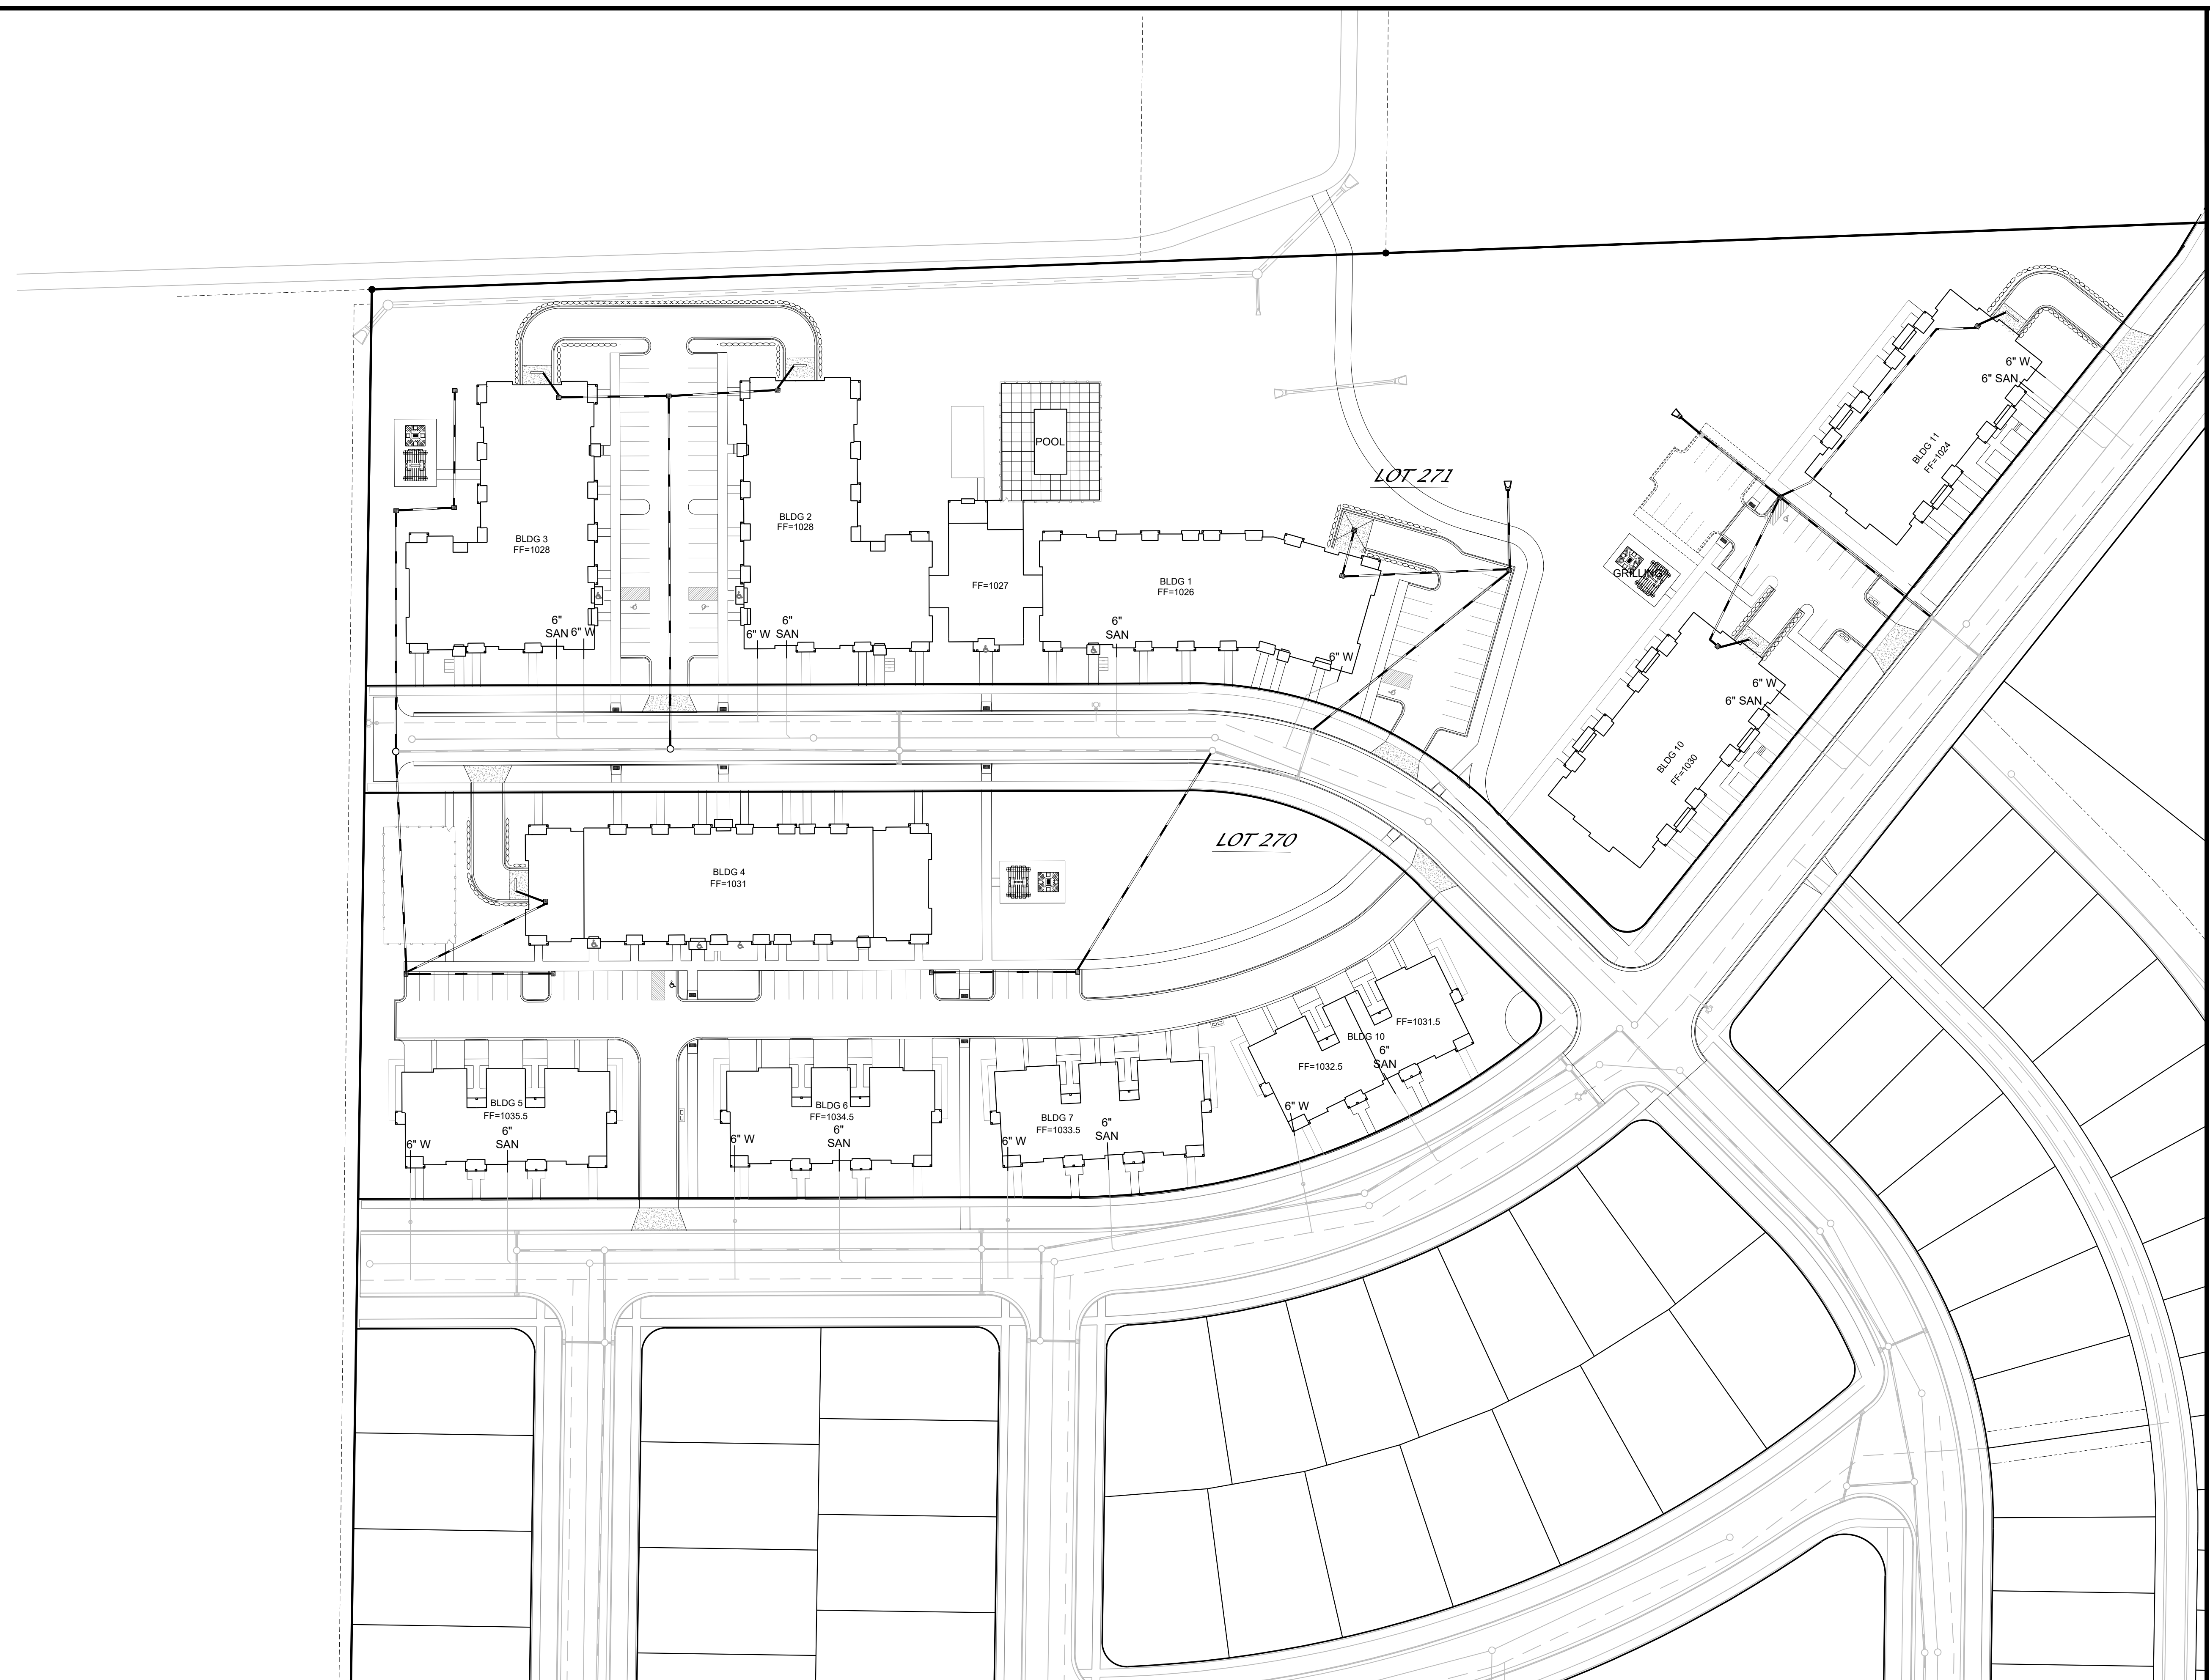 6" W
6" SAN
BLDG 11
FF=1024
POOL
LOT 271
BLDG 3
FF=1028
BLDG 2
FF=1028
FF=1027
BLDG 1
FF=1026
GRILLING
6"
SAN
6" W
6" W
6"
SAN
6"
SAN
6" W
6" W
6" SAN
BLDG 10
FF=1030
LOT 270
BLDG 4
FF=1031
FF=1031.5
BLDG 10
6"
SAN
FF=1032.5
6" W
BLDG 5
FF=1035.5
6"
SAN
6" W
BLDG 6
FF=1034.5
6"
SAN
6" W
BLDG 7
FF=1033.5
6"
SAN
6" W